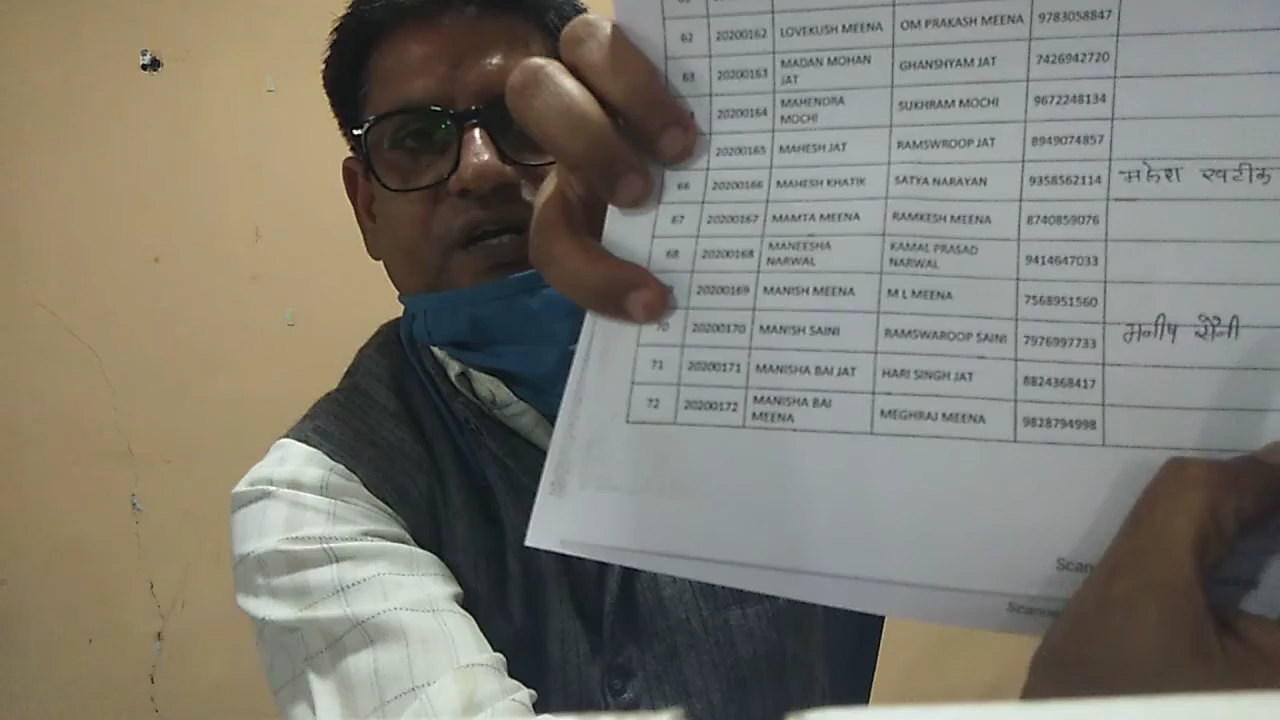 62 20200162 LOVEKUSH MEENA OM PRAKASH MEENA 9783058847
63 20200163 MADAN MOHAN JAT GHANSHYAM JAT 7426942720
20200164 MAHENDRA MOCHI SUKHRAM MOCHI 9672248134
20200165 MAHESH JAT RAMSWROOP JAT 8949074857
66 20200166 MAHESH KHATIK SATYA NARAYAN 9358562114 महेश खटीक
67 20200167 MAMTA MEENA RAMKESH MEENA 8740859076
68 20200168 MANEESHA NARWAL KAMAL PRASAD NARWAL 9414647033
20200169 MANISH MEENA M L MEENA 7568951560
70 20200170 MANISH SAINI RAMSWAROOP SAINI 7976997733 मनीष सैनी
71 20200171 MANISHA BAI JAT HARI SINGH JAT 8824368417
72 20200172 MANISHA BAI MEENA MEGHRAJ MEENA 9828794998
Scan
Scanne